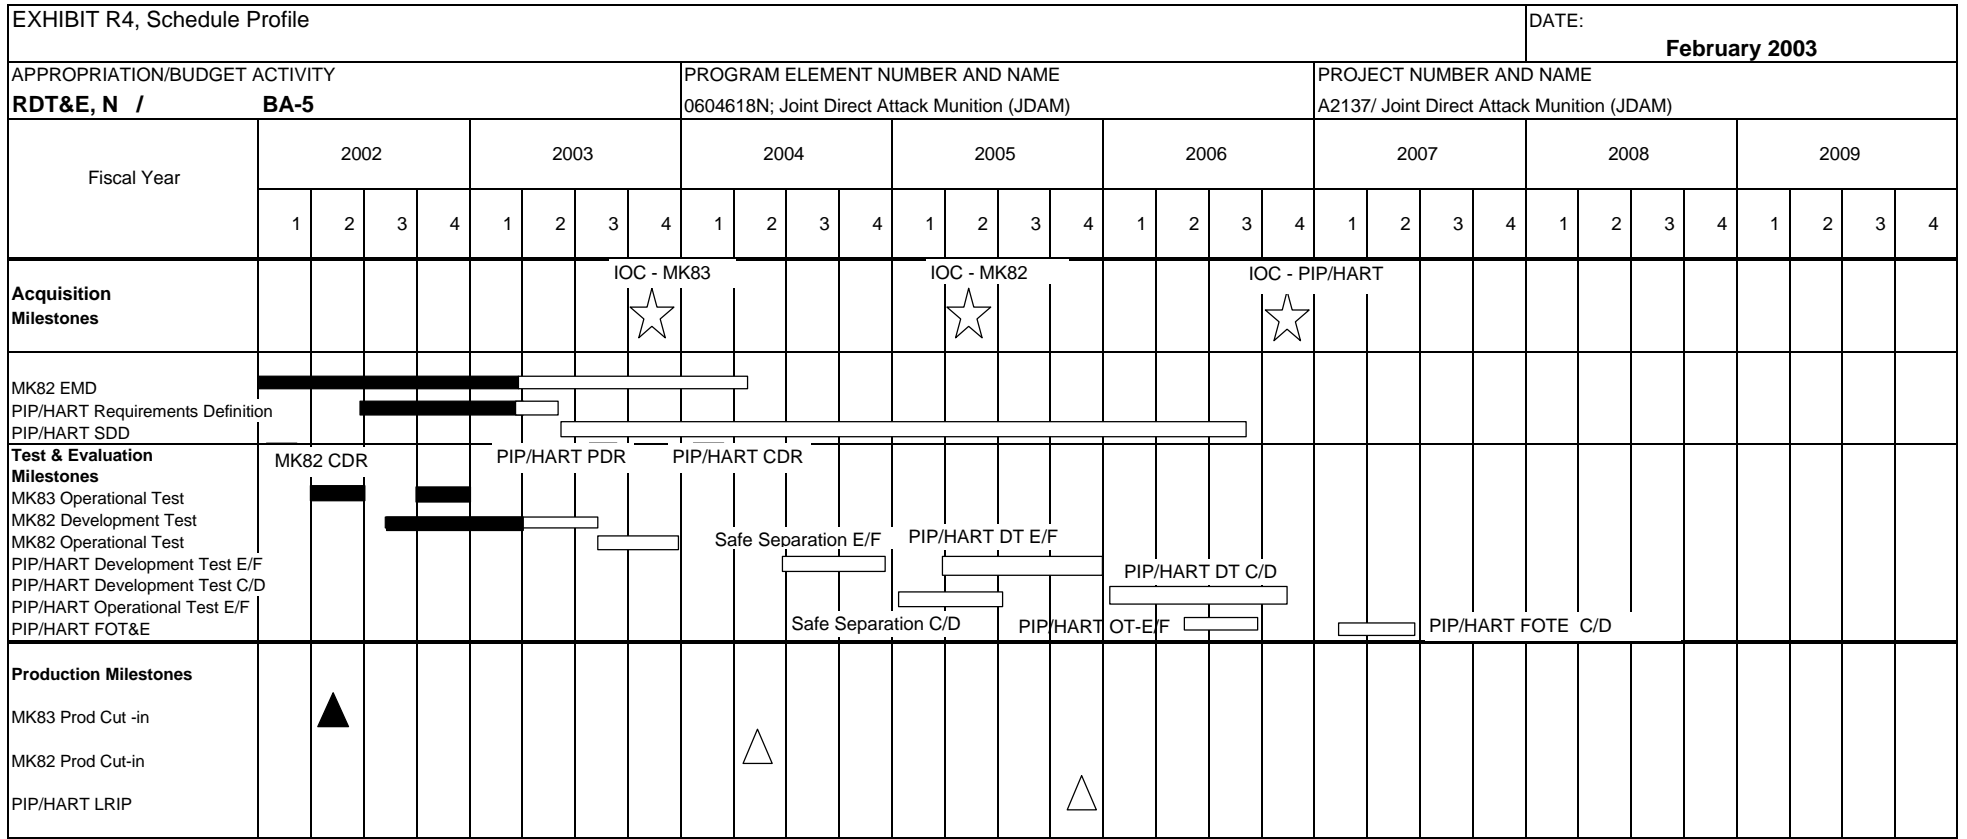 EXHIBIT R4, Schedule Profile
DATE:
February 2003
APPROPRIATION/BUDGET ACTIVITY
PROGRAM ELEMENT NUMBER AND NAME
PROJECT NUMBER AND NAME
RDT&E, N / BA-5
0604618N; Joint Direct Attack Munition (JDAM)
A2137/ Joint Direct Attack Munition (JDAM)
Fiscal Year
2002 2003 2004 2005 2006 2007 2008 2009
1 2 3 4 1 2 3 4 1 2 3 4 1 2 3 4 1 2 3 4 1 2 3 4 1 2 3 4 1 2 3 4
IOC - MK83 IOC - MK82 IOC - PIP/HART
Acquisition
Milestones
MK82 EMD
PIP/HART Requirements Definition
PIP/HART SDD
Test & Evaluation
Milestones
MK82 CDR PIP/HART PDR PIP/HART CDR
MK83 Operational Test
MK82 Development Test
MK82 Operational Test
Safe Separation E/F PIP/HART DT E/F
PIP/HART Development Test E/F
PIP/HART DT C/D
PIP/HART Development Test C/D
PIP/HART Operational Test E/F
PIP/HART FOT&E
Safe Separation C/D PIP/HART OT-E/F PIP/HART FOTE C/D
Production Milestones
MK83 Prod Cut -in
MK82 Prod Cut-in
PIP/HART LRIP